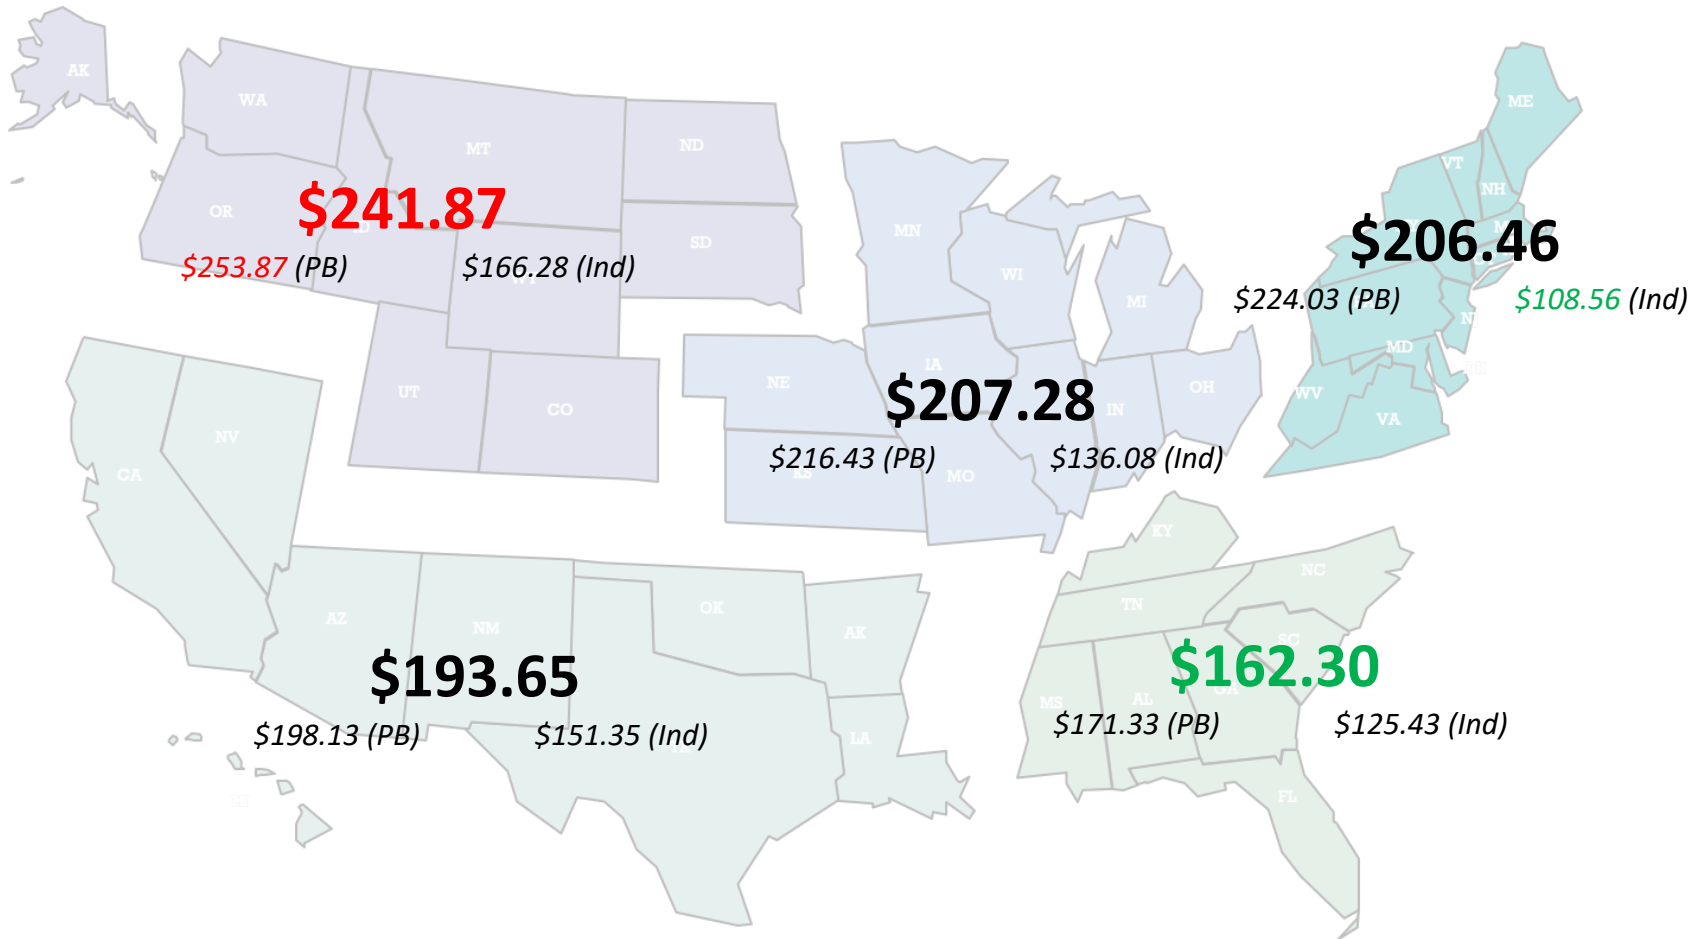 AK
WA
MT
ND
OR
ID
SD
WY
UT
CO
$241.87
$253.87 (PB) $166.28 (Ind)
ME
VT
NH
$206.46
$224.03 (PB) $108.56 (Ind)
MD
WV
VA
MN
WI
MI
IA
NE
IN
OH
$207.28
$216.43 (PB) $136.08 (Ind)
KS
MO
NV
CA
AZ
NM
OK
AK
$193.65
$198.13 (PB) $151.35 (Ind)
LA
KY
NC
TN
SC
$162.30
MS
AL
GA
$171.33 (PB) $125.43 (Ind)
FL